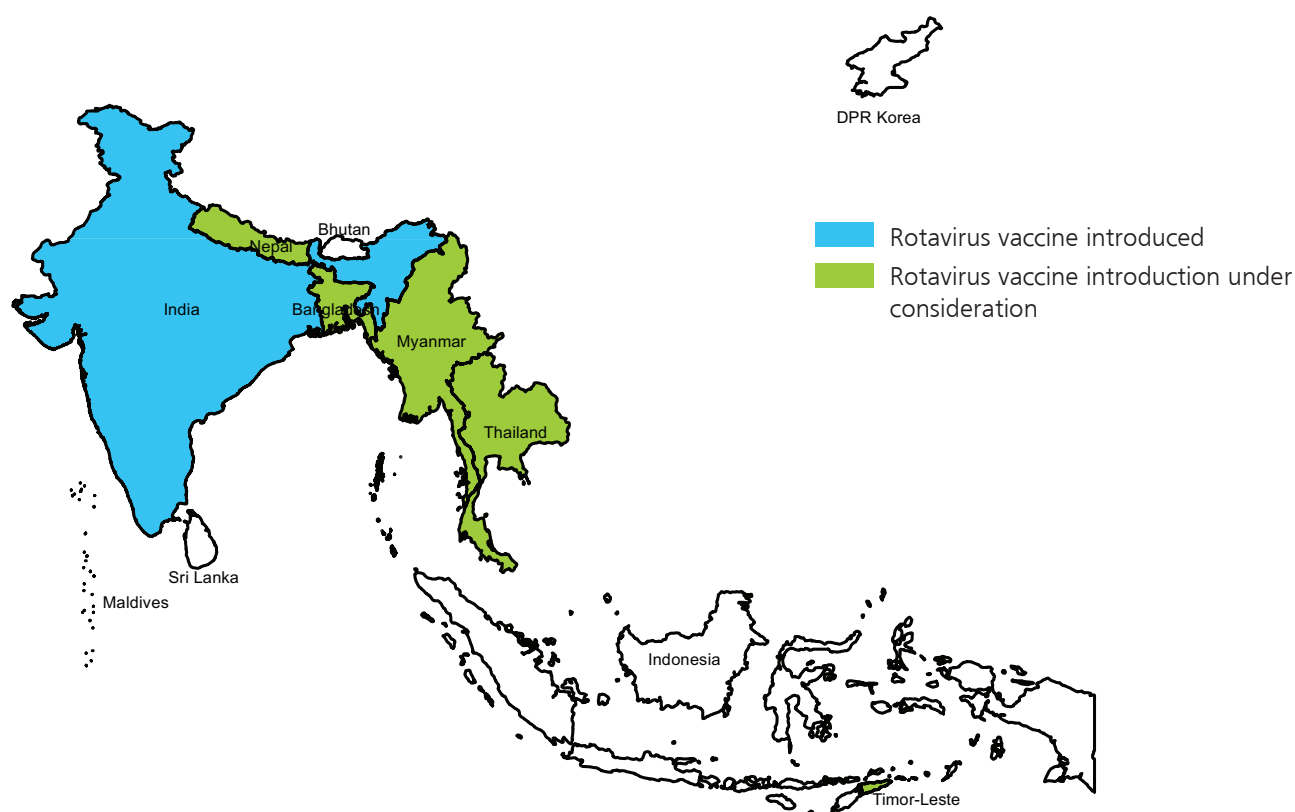 DPR Korea
Bhutan
Rotavirus vaccine introduced
Nepal
Rotavirus vaccine introduction under
consideration
India
Bangladesh
Myanmar
Thailand
Sri Lanka
Maldives
Indonesia
Timor-Leste